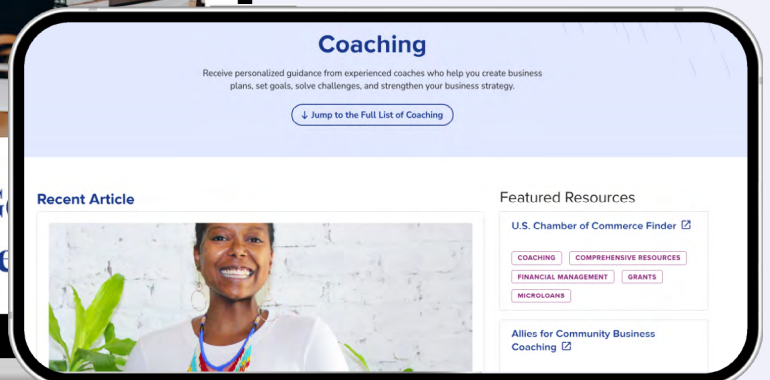 Coaching
Receive personalized guidance from experienced coaches who help you create business
plans, set goals, solve challenges, and strengthen your business strategy.
↓ Jump to the Full List of Coaching
Recent Article
Featured Resources
U.S. Chamber of Commerce Finder
COACHING COMPREHENSIVE RESOURCES
FINANCIAL MANAGEMENT GRANTS
MICROLOANS
Allies for Community Business
Coaching